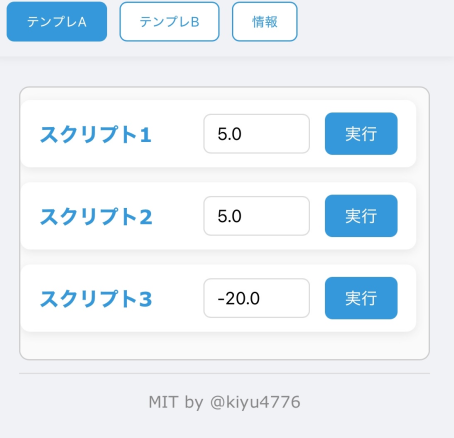 テンプレA テンプレB 情報
スクリプト1 5.0 実行
スクリプト2 5.0 実行
スクリプト3 -20.0 実行
MIT by @kiyu4776